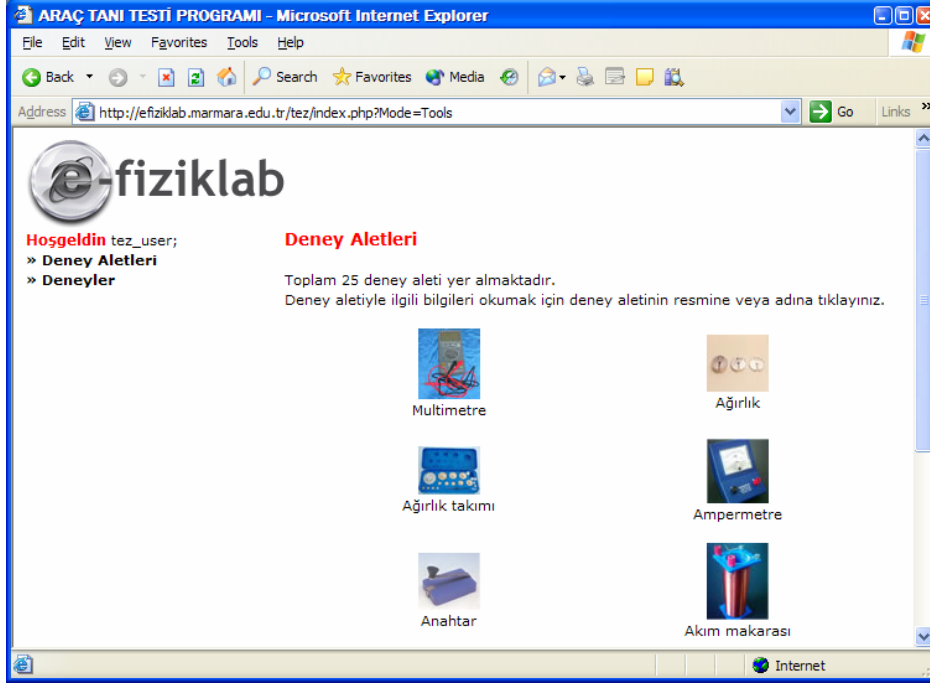 ARAÇ TANI TESTİ PROGRAMI - Microsoft Internet Explorer
File Edit View Favorites Tools Help
Back Search Favorites Media
Address http://efiziklab.marmara.edu.tr/tez/index.php?Mode=Tools Go Links »
e-fiziklab
Hoşgeldin tez_user;
» Deney Aletleri
» Deneyler
Deney Aletleri
Toplam 25 deney aleti yer almaktadır.
Deney aletiyle ilgili bilgileri okumak için deney aletinin resmine veya adına tıklayınız.
Multimetre
Ağırlık
Ağırlık takımı
Ampermetre
Anahtar
Akım makarası
Internet